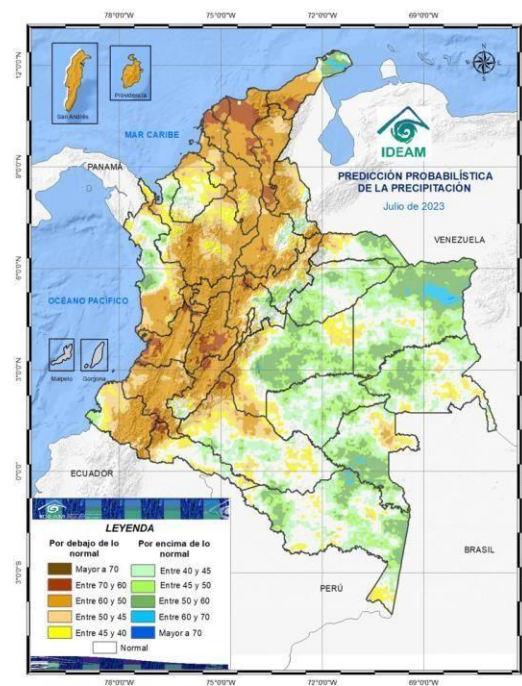 78°0'0"W
75°0'0"W
72°0'0"W
69°0'0"W
San Andrés
Providencia
N
MAR CARIBE
PANAMÁ
IDEAM
PREDICCIÓN PROBABILÍSTICA
DE LA PRECIPITACIÓN
Julio de 2023
VENEZUELA
OCÉANO PACÍFICO
Malpelo
Gorgona
ECUADOR
BRASIL
PERÚ
IDEAM
LEYENDA
Por debajo de lo
normal
Por encima de lo
normal
Mayor a 70
Entre 40 y 45
Entre 70 y 60
Entre 45 y 50
Entre 60 y 50
Entre 50 y 60
Entre 50 y 45
Entre 60 y 70
Entre 45 y 40
Mayor a 70
Normal
78°0'0"W
75°0'0"W
72°0'0"W
69°0'0"W